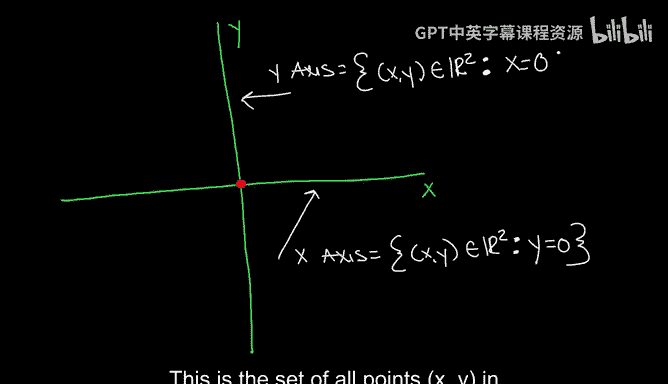 GPT中英字幕课程资源 bilibili
y
y Axis = {(x,y) ∈ ℝ² : x=0
x
x Axis = {(x,y) ∈ ℝ² : y=0}
This is the set of all points (x, y) in